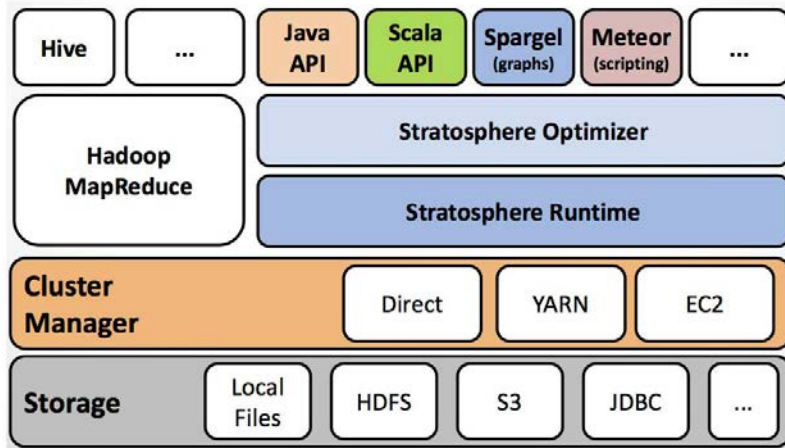 Hive
...
Java
API
Scala
API
Spargel
(graphs)
Meteor
(scripting)
...
Hadoop
MapReduce
Stratosphere Optimizer
Stratosphere Runtime
Cluster
Manager
Direct
YARN
EC2
Storage
Local
Files
HDFS
S3
JDBC
...